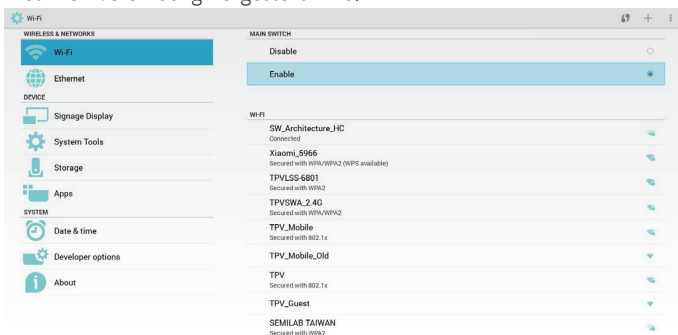 Wi-Fi
WIRELESS & NETWORKS
Wi-Fi
Ethernet
DEVICE
Signage Display
System Tools
Storage
Apps
SYSTEM
Date & time
Developer options
About
MAIN SWITCH
Disable
Enable
WI-FI
SW_Architecture_HC
Connected
Xiaomi_5966
Secured with WPA/WPA2 (WPS available)
TPVLSS-6801
Secured with WPA2
TPVSWA_2.4G
Secured with WPA/WPA2
TPV_Mobile
Secured with 802.1x
TPV_Mobile_Old
TPV
Secured with 802.1x
TPV_Guest
SEMILAB TAIWAN
Secured with WPA2